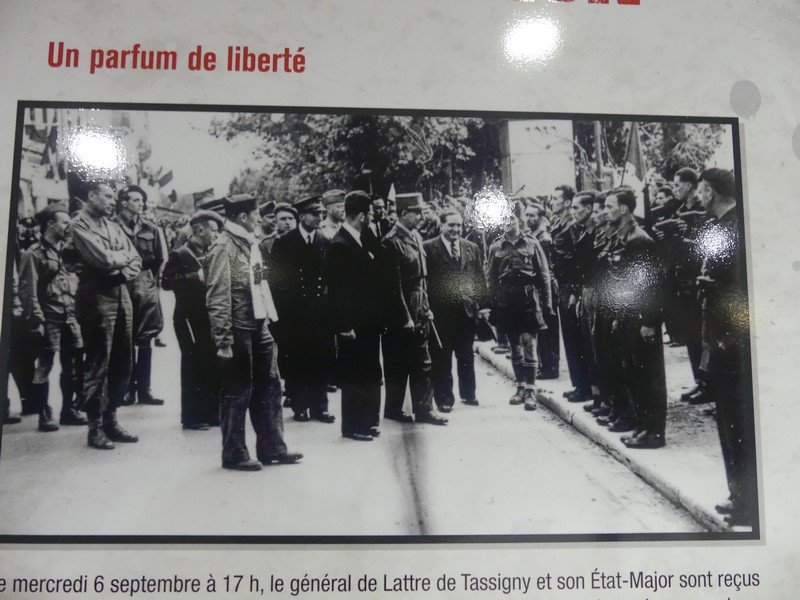 Un parfum de liberté
e mercredi 6 septembre à 17 h, le général de Lattre de Tassigny et son État-Major sont reçus